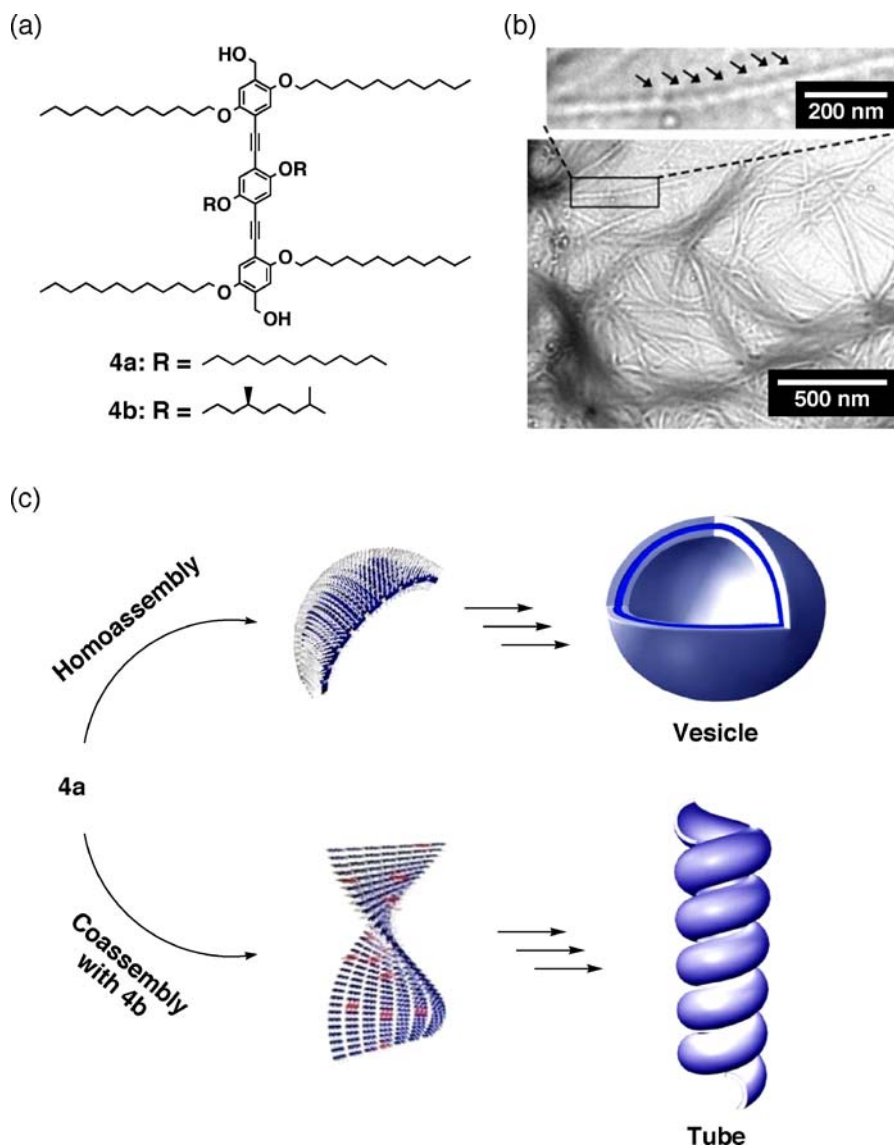 (a)
HO
O
O
OR
RO
O
O
OH
4a: R =
4b: R =
(b)
200 nm
500 nm
(c)
Homoassembly
Vesicle
4a
Coassembly
with 4b
Tube